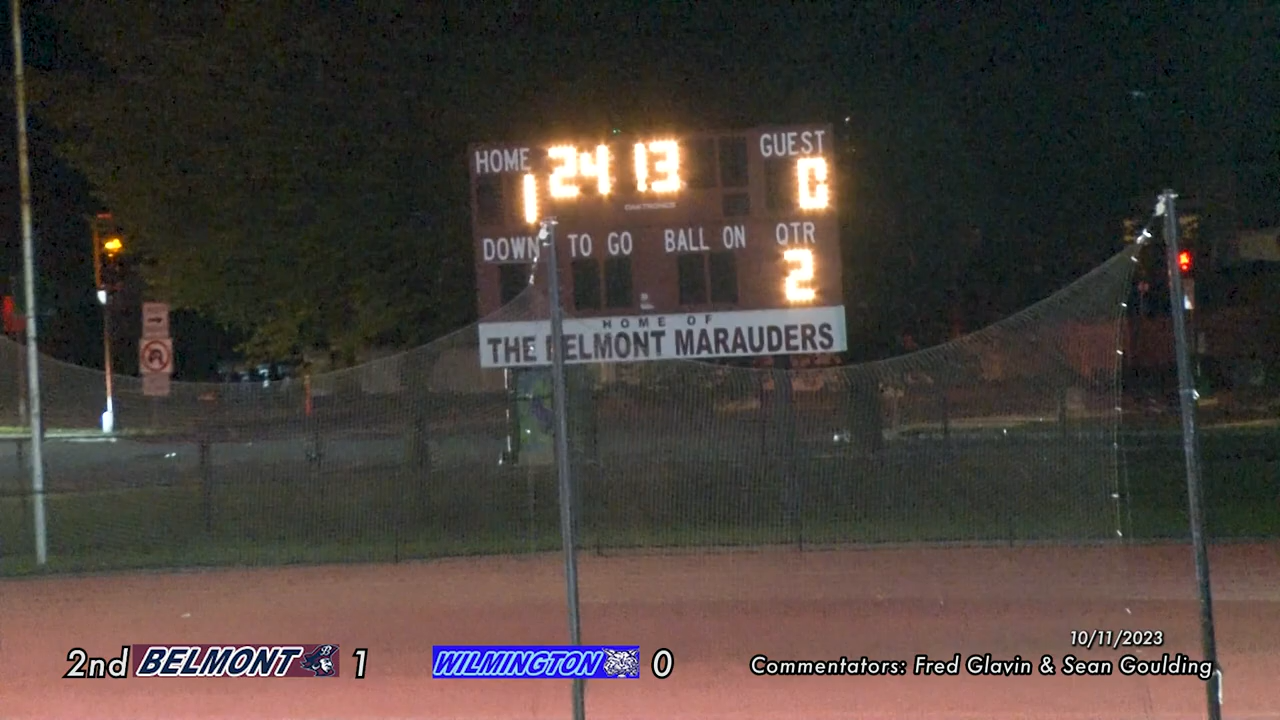 HOME 24 13 GUEST
1 0
DAKTRONICS
DOWN TO GO BALL ON QTR
2
HOME OF
THE BELMONT MARAUDERS
10/11/2023
2nd BELMONT 1 WILMINGTON 0 Commentators: Fred Glavin & Sean Goulding